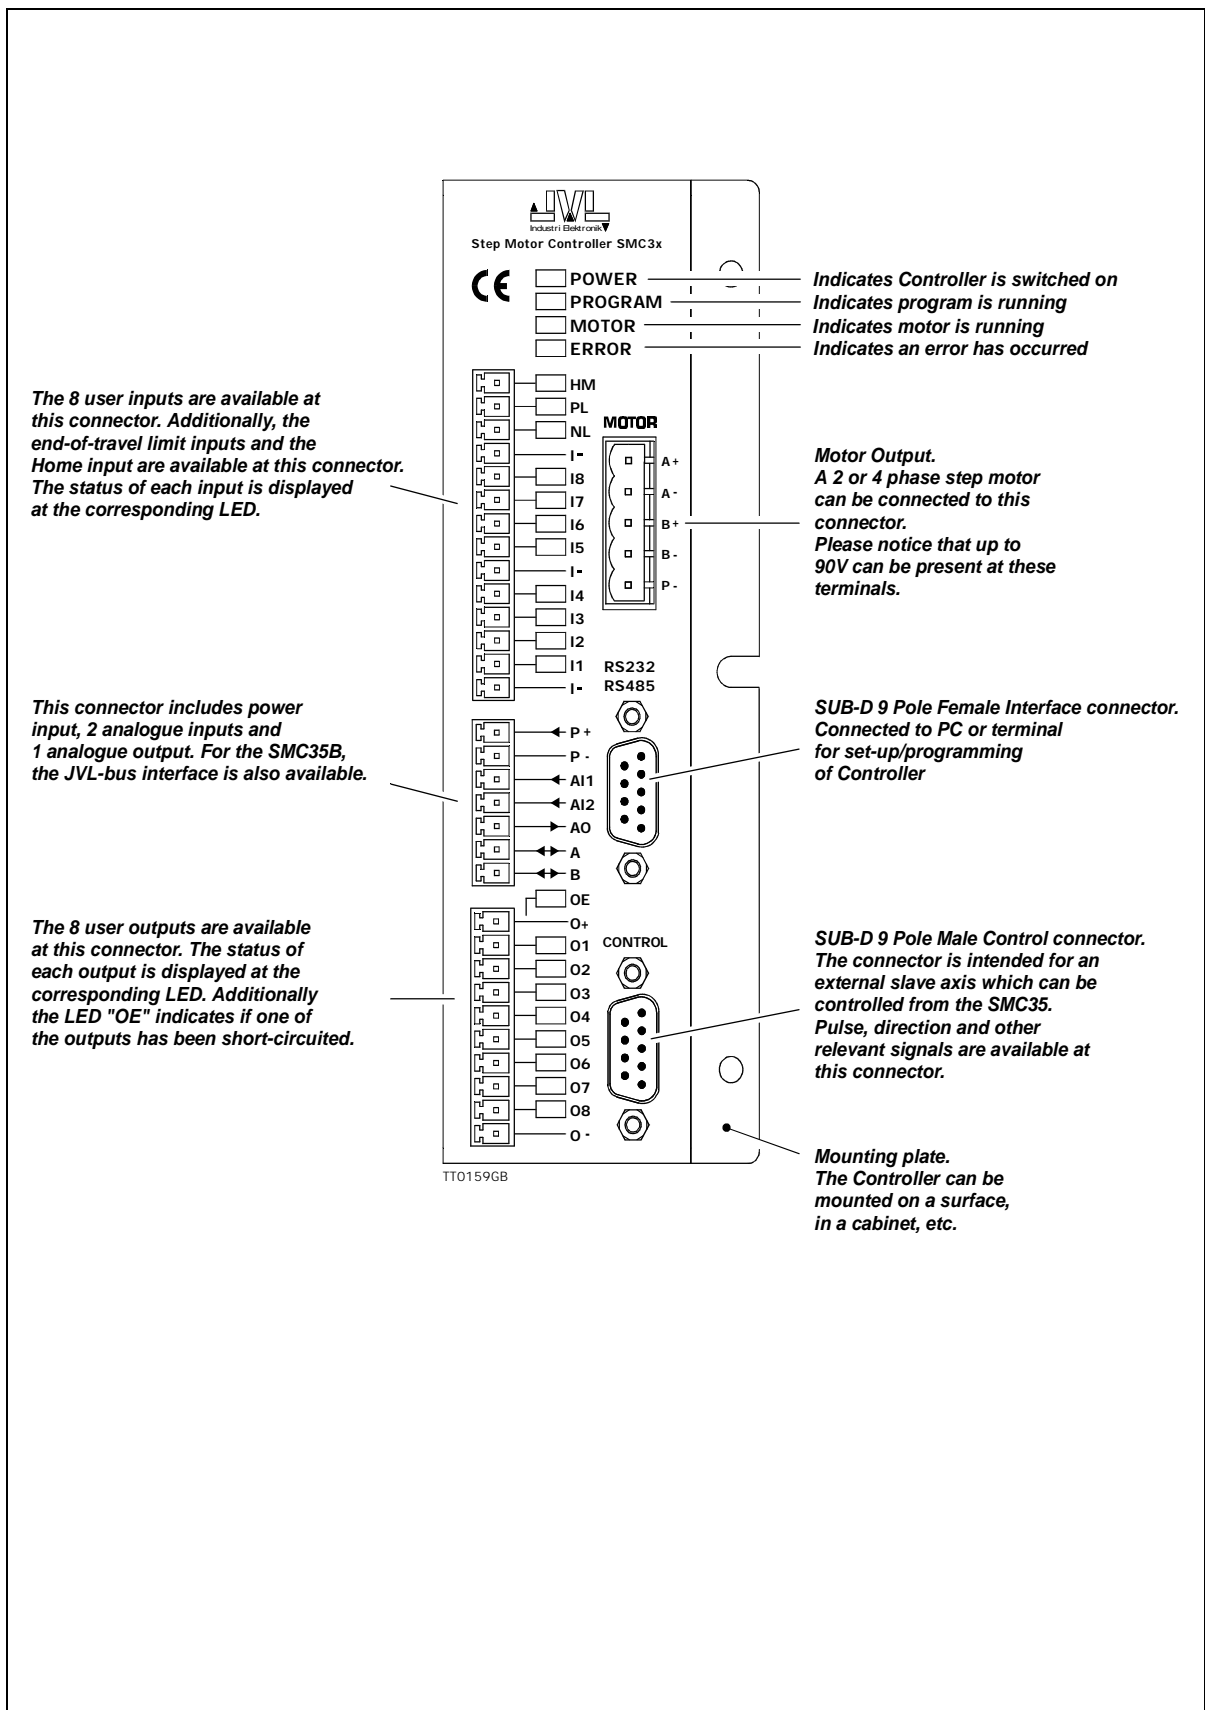 JVL
Industri Elektronik
Step Motor Controller SMC3x
CE
POWER
PROGRAM
MOTOR
ERROR
Indicates Controller is switched on
Indicates program is running
Indicates motor is running
Indicates an error has occurred
The 8 user inputs are available at
this connector. Additionally, the
end-of-travel limit inputs and the
Home input are available at this connector.
The status of each input is displayed
at the corresponding LED.
HM
PL
NL
I-
I8
I7
I6
I5
I-
I4
I3
I2
I1
I-
MOTOR
A+
A-
B+
B-
P-
Motor Output.
A 2 or 4 phase step motor
can be connected to this
connector.
Please notice that up to
90V can be present at these
terminals.
This connector includes power
input, 2 analogue inputs and
1 analogue output. For the SMC35B,
the JVL-bus interface is also available.
P+
P-
AI1
AI2
AO
A
B
RS232
RS485
SUB-D 9 Pole Female Interface connector.
Connected to PC or terminal
for set-up/programming
of Controller
The 8 user outputs are available
at this connector. The status of
each output is displayed at the
corresponding LED. Additionally
the LED "OE" indicates if one of
the outputs has been short-circuited.
OE
O+
O1
O2
O3
O4
O5
O6
O7
O8
O-
CONTROL
SUB-D 9 Pole Male Control connector.
The connector is intended for an
external slave axis which can be
controlled from the SMC35.
Pulse, direction and other
relevant signals are available at
this connector.
Mounting plate.
The Controller can be
mounted on a surface,
in a cabinet, etc.
TT0159GB